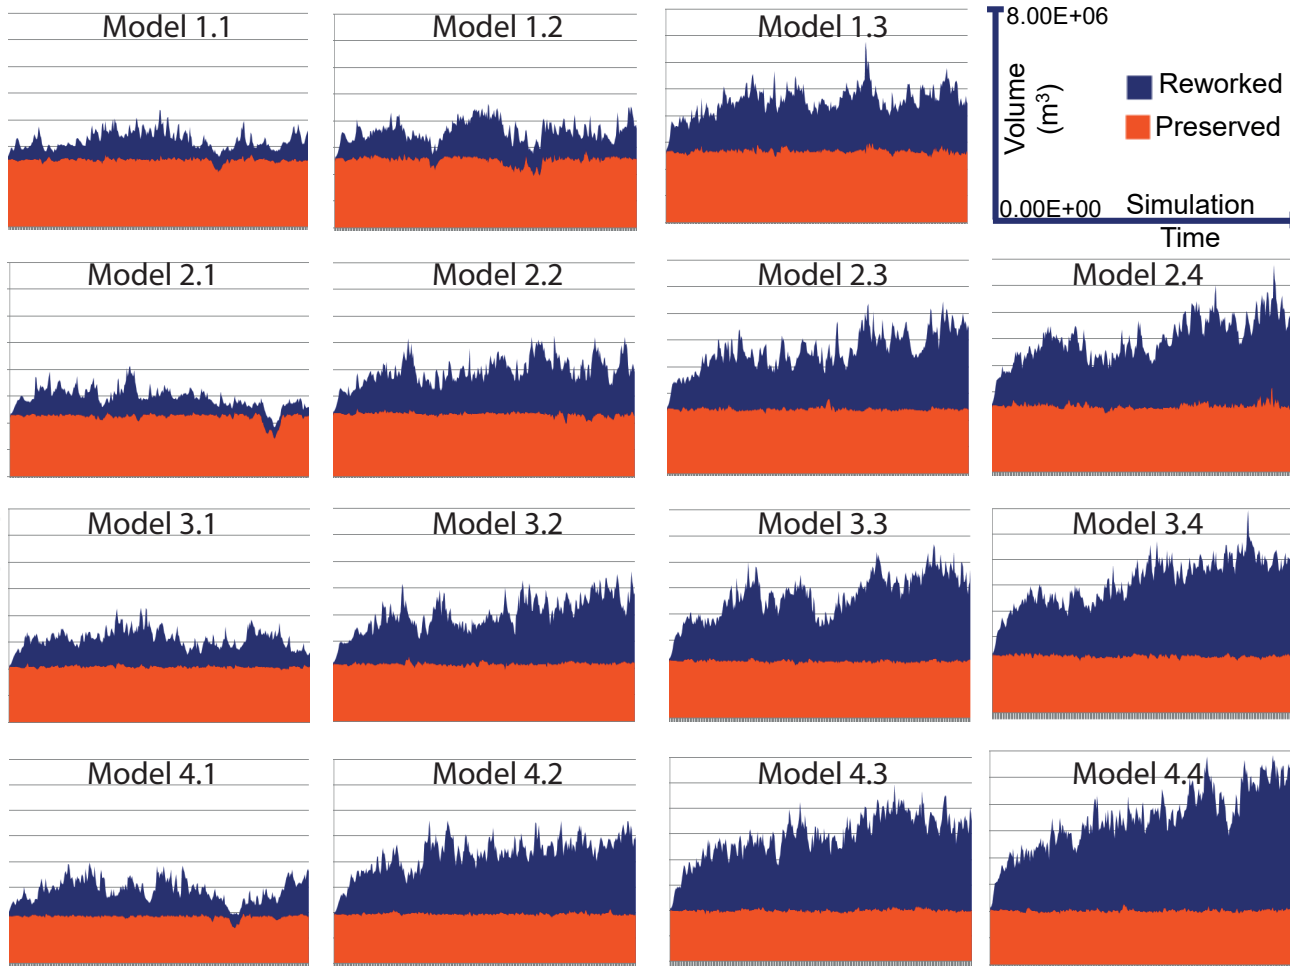 Model 1.1
Model 1.2
Model 1.3
8.00E+06
Volume
(m³)
Reworked
Preserved
0.00E+00
Simulation
Time
Model 2.1
Model 2.2
Model 2.3
Model 2.4
Model 3.1
Model 3.2
Model 3.3
Model 3.4
Model 4.1
Model 4.2
Model 4.3
Model 4.4